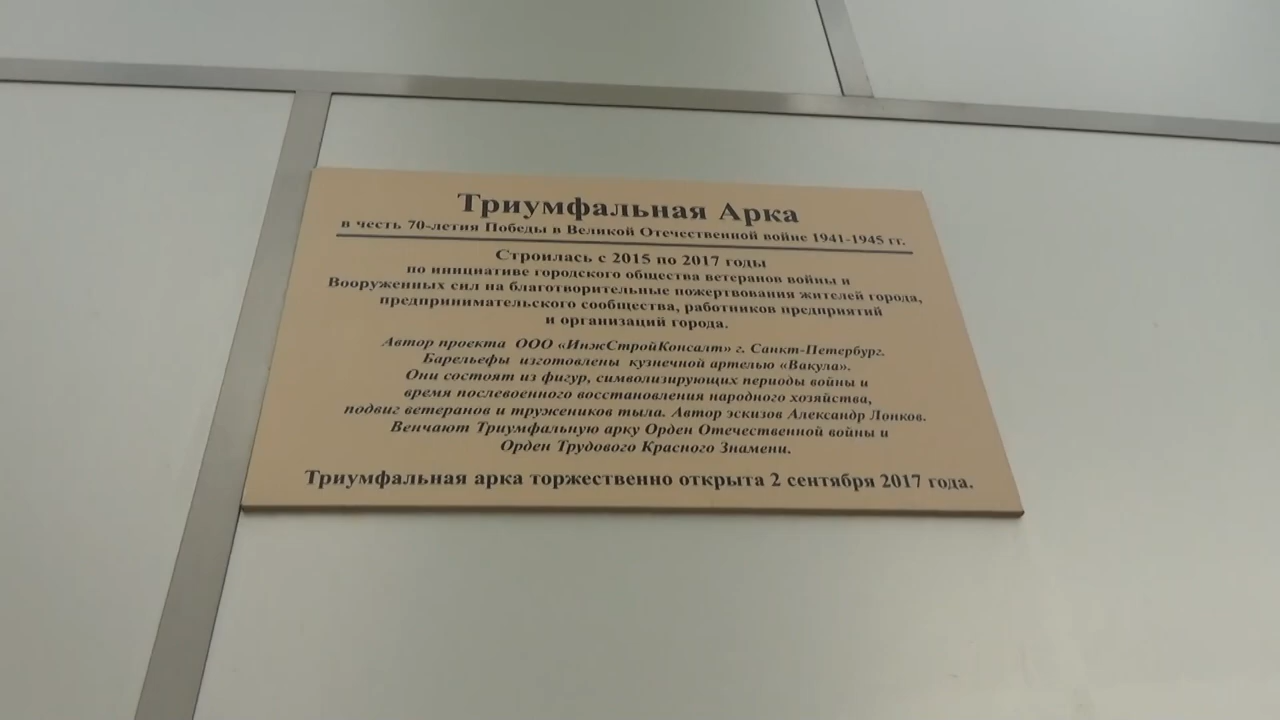 Триумфальная Арка
в честь 70-летия Победы в Великой Отечественной войне 1941-1945 гг.
Строилась с 2015 по 2017 годы
по инициативе городского общества ветеранов войны и
Вооруженных сил на благотворительные пожертвования жителей города,
предпринимательского сообщества, работников предприятий
и организаций города.
Автор проекта ООО «ИнжСтройКонсалт» г. Санкт-Петербург.
Барельефы изготовлены кузнечной артелью «Вакула».
Они состоят из фигур, символизирующих периоды войны и
время послевоенного восстановления народного хозяйства,
подвиг ветеранов и тружеников тыла. Автор эскизов Александр Лонков.
Венчают Триумфальную арку Орден Отечественной войны и
Орден Трудового Красного Знамени.
Триумфальная арка торжественно открыта 2 сентября 2017 года.